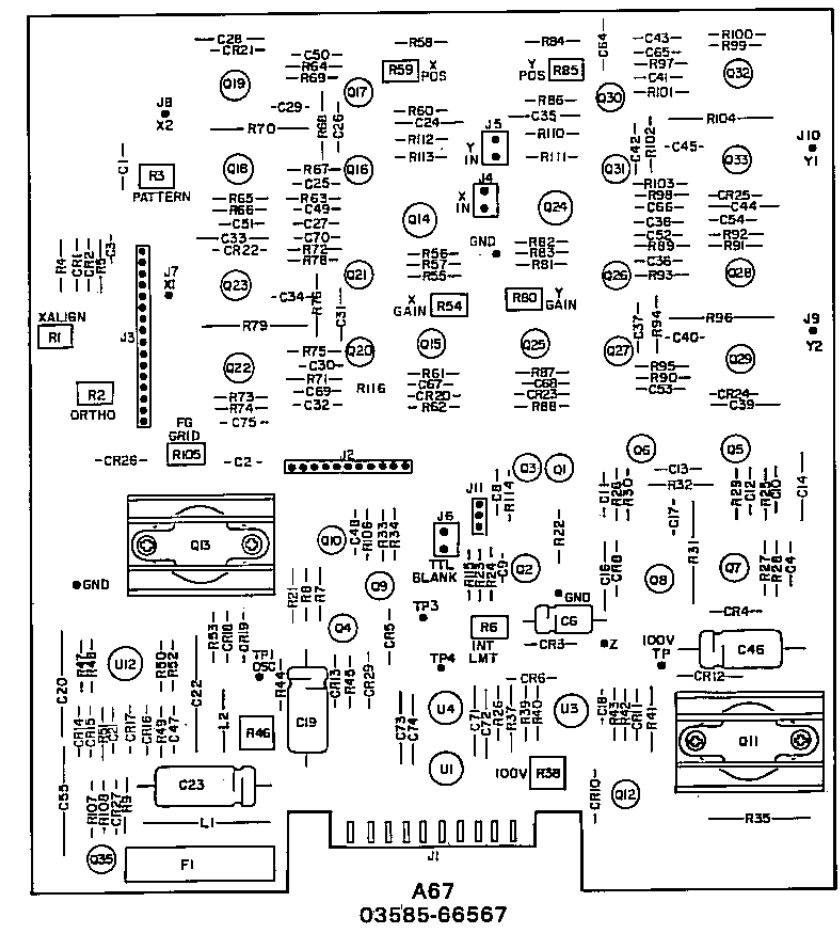 C28
CR21
Q19
J8
X2
C50
R64
R69
Q17
C29
R68
C26
R70
R58
R59
X
POS
R60
C24
R112
R113
Y
IN
J5
X
IN
J4
R84
Y
POS
R85
R86
C35
R110
R111
C64
Q30
C43
C65
R97
C41
R101
R100
R99
Q32
R104
C42
R102
C45
J10
Y1
C1
R3
PATTERN
Q18
R67
C25
Q16
Q31
Q33
R65
R66
C51
C33
CR22
R63
C49
C27
C70
R72
R78
Q14
Q24
R103
R98
C66
C38
C52
R89
C36
R93
CR25
C44
C54
R92
R91
GND
R56
R57
R55
R82
R83
R81
R4
CR1
CR2
R5
C3
J7
X1
Q23
Q21
Q26
Q28
C34
R76
C31
X
GAIN
R54
R80
Y
GAIN
XALIGN
R1
J3
R79
C37
R94
R96
C40
J9
Y2
Q22
R75
C30
Q20
Q15
Q25
Q27
Q29
R2
ORTHO
R73
R74
C75
R71
C69
C32
R116
R61
C67
CR20
R62
R87
C68
CR23
R88
R95
R90
C53
CR24
C39
FG
GRID
R105
CR26
C2
J2
Q3
Q1
Q6
Q5
C13
R32
C17
R31
J11
C8
R114
C11
R28
R30
R29
C12
R25
C10
C14
Q13
Q10
C48
R106
R33
R34
J6
TTL
BLANK
R115
R23
R24
C9
Q2
R22
C16
CR8
Q8
Q7
R27
R28
C4
GND
R21
R8
R7
Q9
Q4
CR5
TP3
R6
INT
LMT
GND
C6
CR3
Z
100V
TP
CR4
C46
CR12
R53
CR18
CR19
TP1
OSC
R47
R48
U12
R50
R52
C20
C22
R44
CR13
R45
CR29
TP4
CR6
CR14
CR15
CR17
CR16
R49
C47
L2
R46
C19
C73
C74
U4
U1
C71
C72
R26
R37
R39
R40
U3
C18
R43
R42
CR11
R41
Q11
C55
R107
R108
CR27
R9
C23
L1
100V
R38
CR10
Q12
R35
Q35
F1
J1
A67
03585-66567